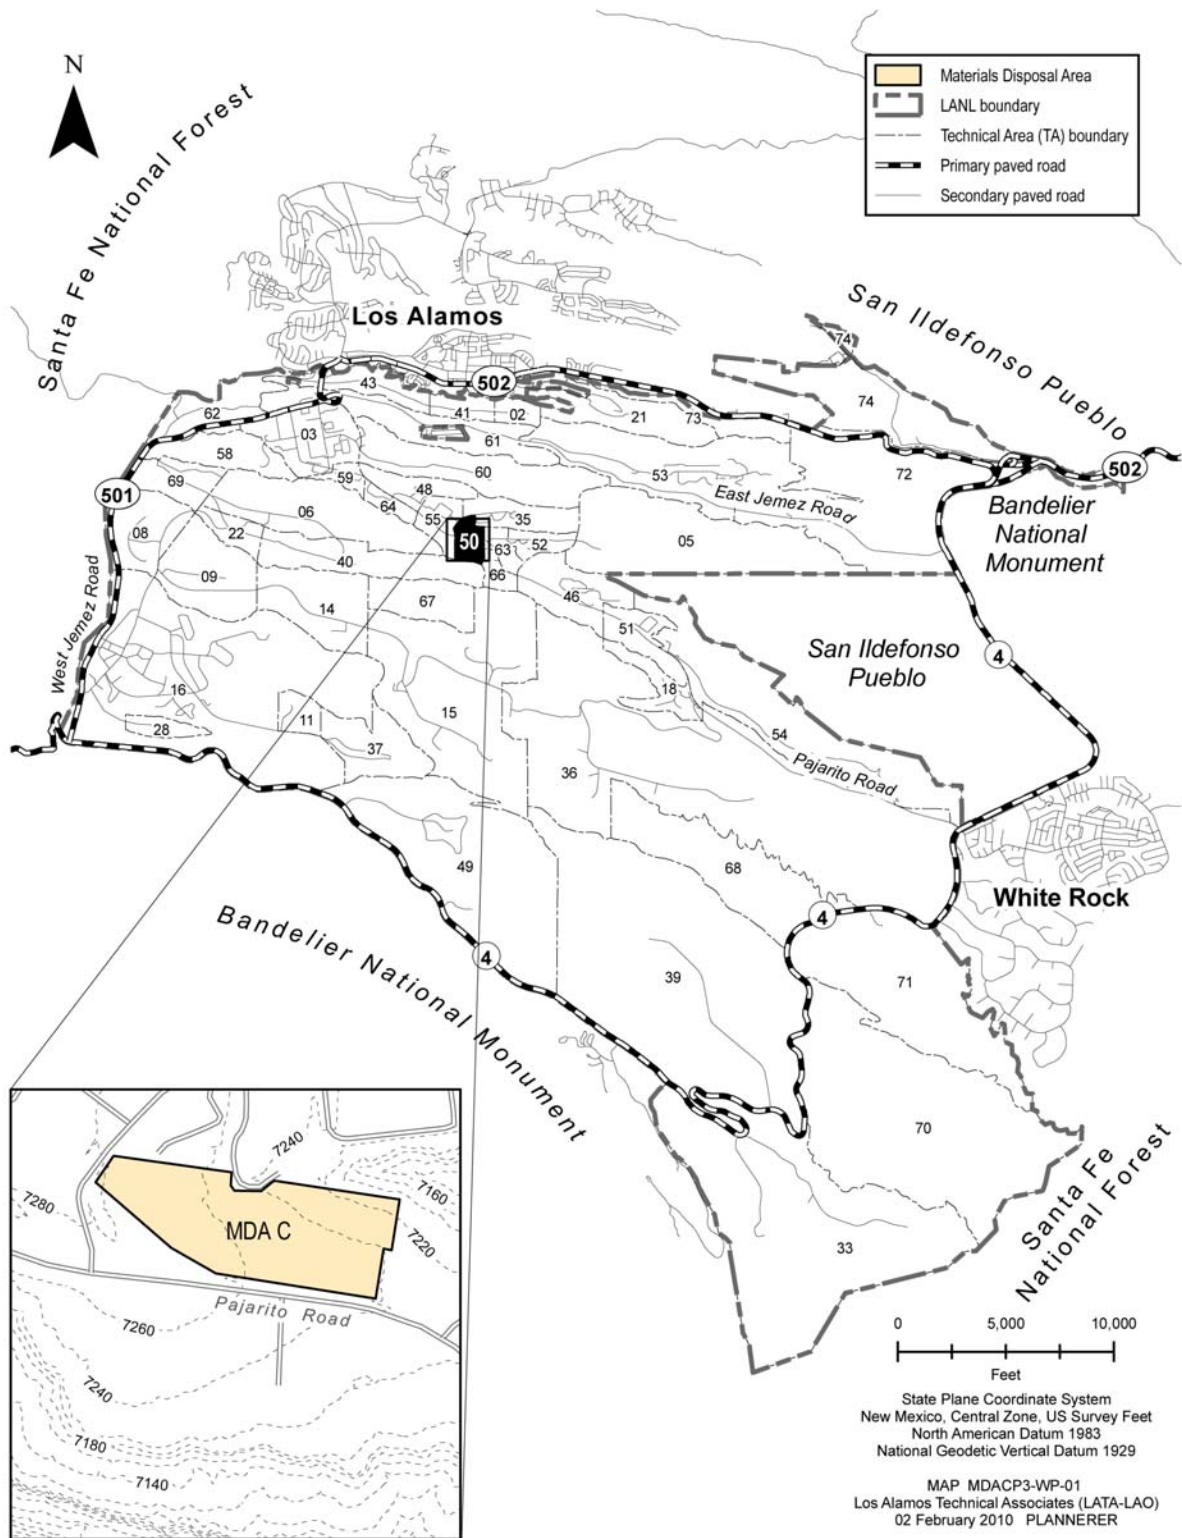 N
Santa Fe National Forest
Materials Disposal Area
LANL boundary
Technical Area (TA) boundary
Primary paved road
Secondary paved road
Los Alamos
San Ildefonso Pueblo
74
74
502
43
62
41
02
21
73
03
61
72
502
58
59
60
53
East Jemez Road
Bandelier
National
Monument
501
69
48
64
06
55
35
08
22
50
63
52
05
40
66
09
67
46
14
51
San Ildefonso
Pueblo
4
West Jemez Road
16
18
15
11
28
54
37
36
Pajarito Road
49
68
White Rock
4
Bandelier National Monument
4
39
71
70
Santa Fe
National Forest
33
7240
7160
7280
MDA C
7220
Pajarito Road
7260
7240
7180
7140
0 5,000 10,000
Feet
State Plane Coordinate System
New Mexico, Central Zone, US Survey Feet
North American Datum 1983
National Geodetic Vertical Datum 1929
MAP MDACP3-WP-01
Los Alamos Technical Associates (LATA-LAO)
02 February 2010 PLANNERER